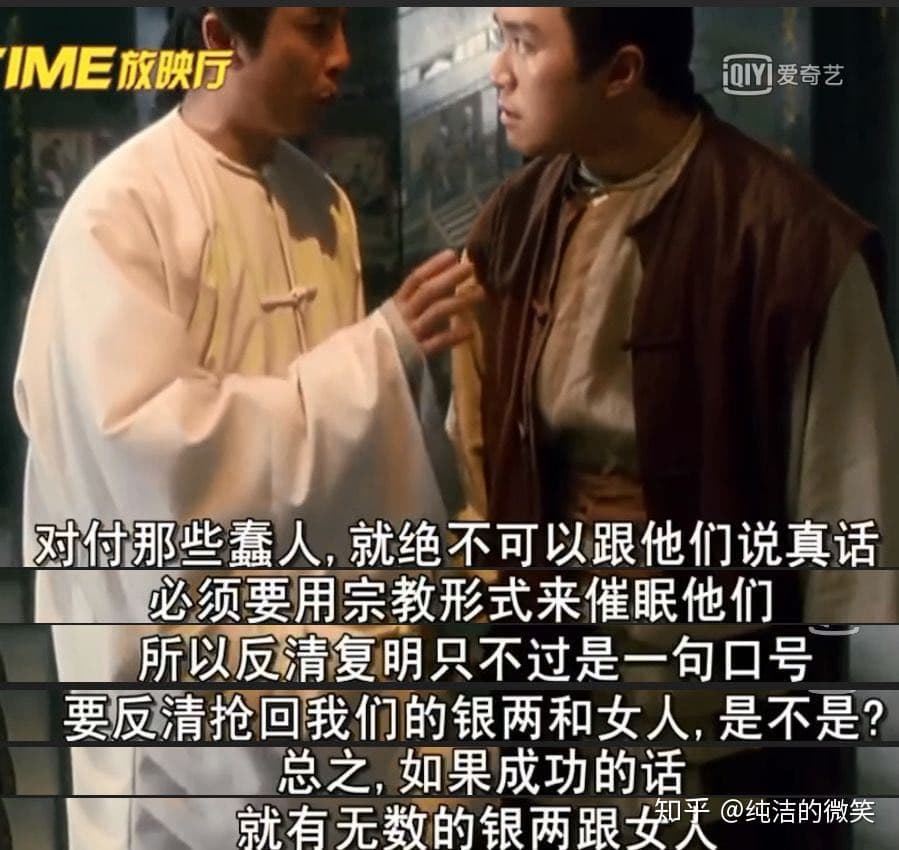 TIME放映厅
iQIYI 爱奇艺
对付那些蠢人,就绝不可以跟他们说真话
必须要用宗教形式来催眠他们
所以反清复明只不过是一句口号
要反清抢回我们的银两和女人,是不是?
总之,如果成功的话
就有无数的银两跟女人
知乎 @纯洁的微笑